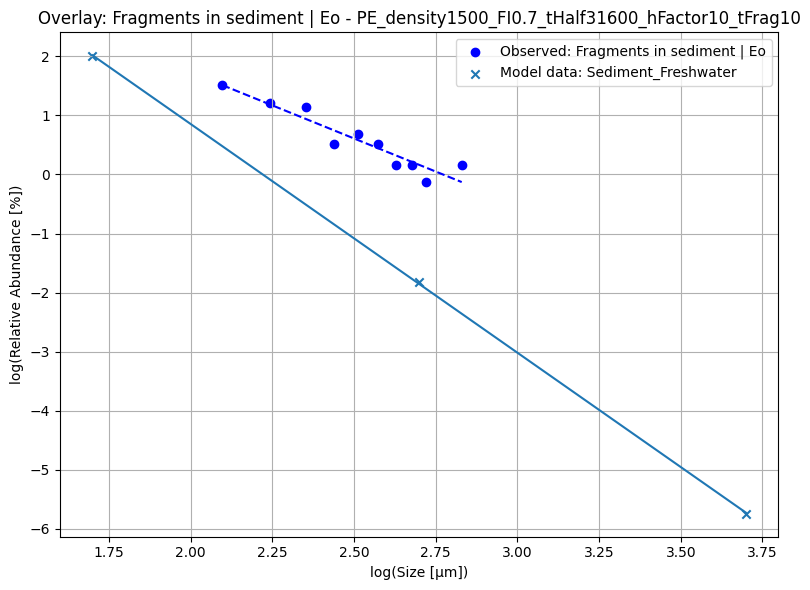 Overlay: Fragments in sediment | Eo - PE_density1500_FI0.7_tHalf31600_hFactor10_tFrag10
Observed: Fragments in sediment | Eo
Model data: Sediment_Freshwater
log(Relative Abundance [%])
2
1
0
−1
−2
−3
−4
−5
−6
1.75 2.00 2.25 2.50 2.75 3.00 3.25 3.50 3.75
log(Size [µm])